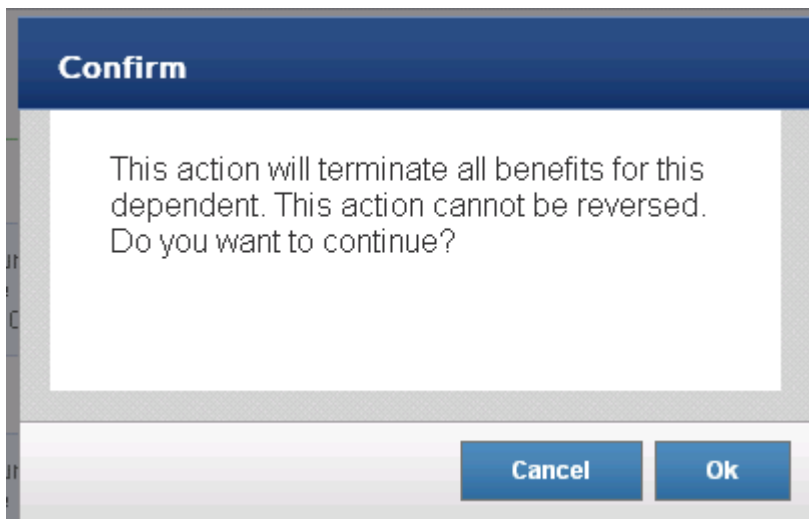 Confirm
This action will terminate all benefits for this
dependent. This action cannot be reversed.
Do you want to continue?
Cancel
Ok